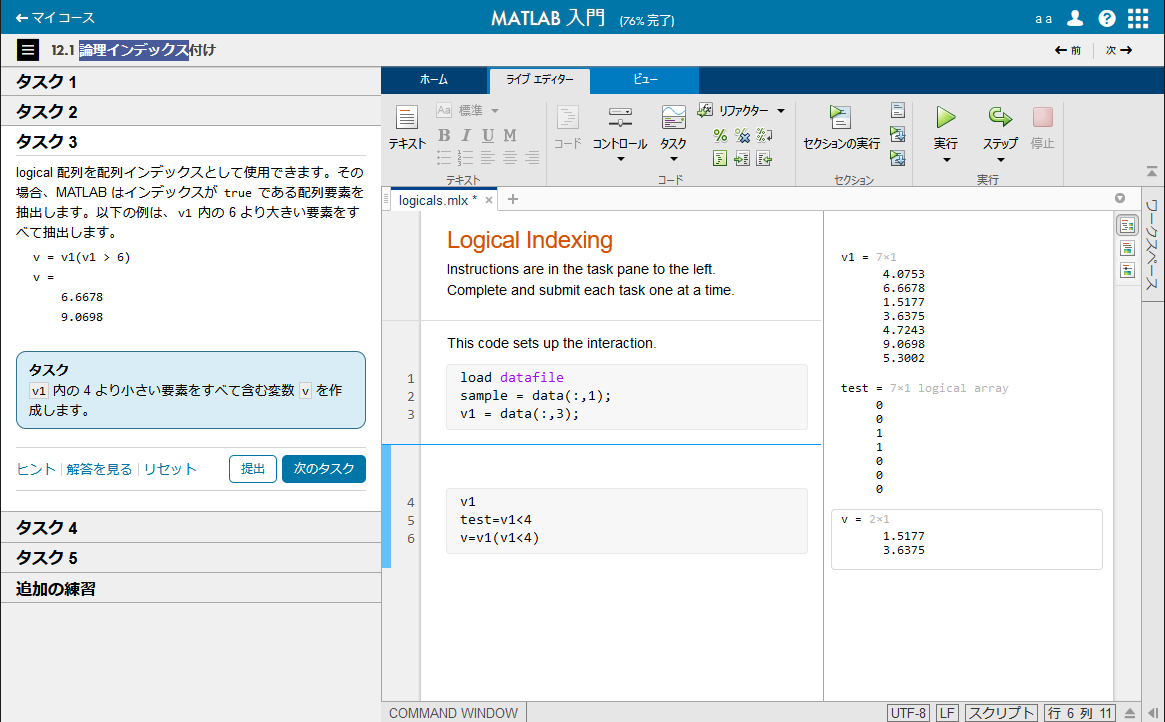 マイコース
MATLAB 入門 (76% 完了)
a a
12.1 論理インデックス付け
前
次
タスク 1
タスク 2
タスク 3
logical 配列を配列インデックスとして使用できます。その
場合、MATLAB はインデックスが true である配列要素を
抽出します。以下の例は、v1 内の 6 より大きい要素をす
べて抽出します。
v = v1(v1 > 6)
v =
6.6678
9.0698
タスク
v1 内の 4 より小さい要素をすべて含む変数 v を作
成します。
ヒント 解答を見る リセット 提出 次のタスク
タスク 4
タスク 5
追加の練習
ホーム ライブ エディター ビュー
テキスト
Aa 標準
B I U M
テキスト
コード
コントロール
タスク
リファクター
コード
セクションの実行
セクション
実行
ステップ
停止
実行
logicals.mlx * × +
ワークスペース
Logical Indexing
Instructions are in the task pane to the left.
Complete and submit each task one at a time.
This code sets up the interaction.
1 load datafile
2 sample = data(:,1);
3 v1 = data(:,3);
4 v1
5 test=v1<4
6 v=v1(v1<4)
v1 = 7×1
4.0753
6.6678
1.5177
3.6375
4.7243
9.0698
5.3002
test = 7×1 logical array
0
0
1
1
0
0
0
v = 2×1
1.5177
3.6375
COMMAND WINDOW
UTF-8 LF スクリプト 行 6 列 11